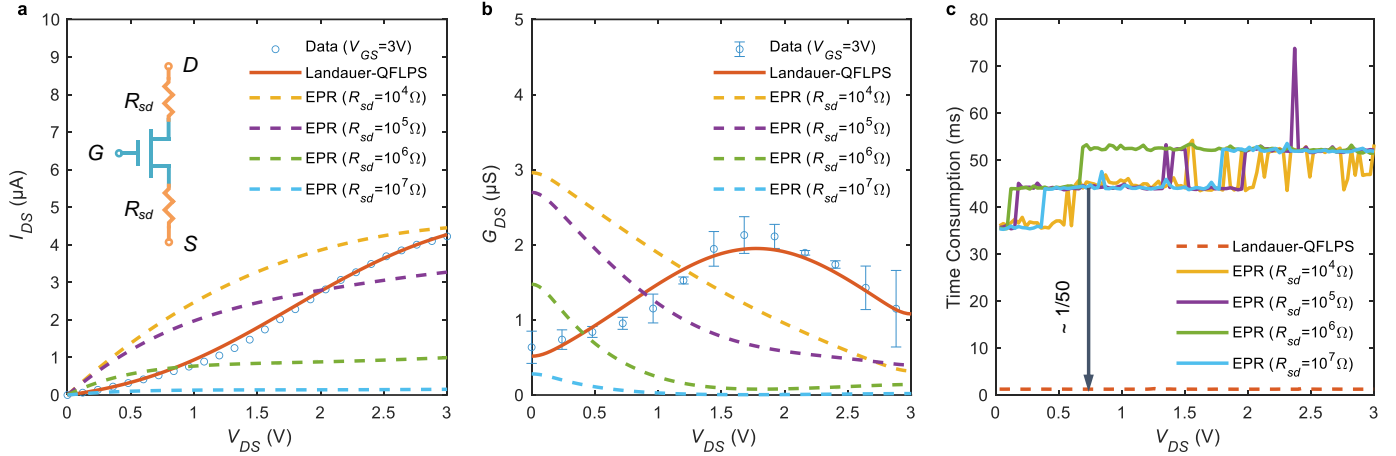 a
I_DS (µA)
10
9
8
7
6
5
4
3
2
1
0
0
0.5
1
1.5
2
2.5
3
V_DS (V)
D
R_sd
G
R_sd
S
Data (V_GS=3V)
Landauer-QFLPS
EPR (R_sd=10^4Ω)
EPR (R_sd=10^5Ω)
EPR (R_sd=10^6Ω)
EPR (R_sd=10^7Ω)
b
G_DS (µS)
5
4
3
2
1
0
0
0.5
1
1.5
2
2.5
3
V_DS (V)
Data (V_GS=3V)
Landauer-QFLPS
EPR (R_sd=10^4Ω)
EPR (R_sd=10^5Ω)
EPR (R_sd=10^6Ω)
EPR (R_sd=10^7Ω)
c
Time Consumption (ms)
80
70
60
50
40
30
20
10
0
0
0.5
1
1.5
2
2.5
3
V_DS (V)
~ 1/50
Landauer-QFLPS
EPR (R_sd=10^4Ω)
EPR (R_sd=10^5Ω)
EPR (R_sd=10^6Ω)
EPR (R_sd=10^7Ω)